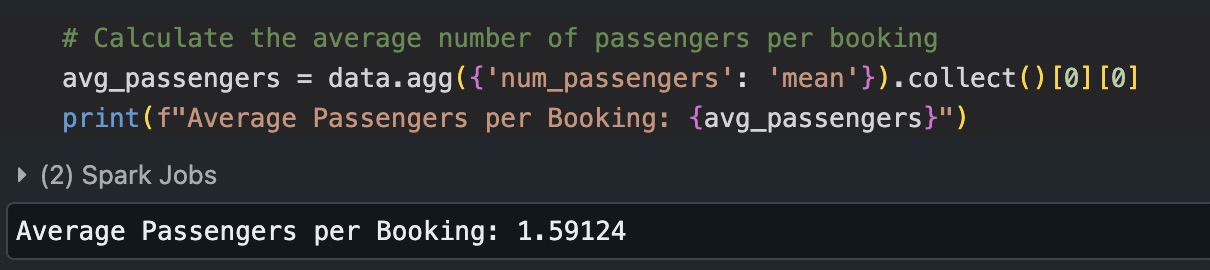 # Calculate the average number of passengers per booking
avg_passengers = data.agg({'num_passengers': 'mean'}).collect()[0][0]
print(f"Average Passengers per Booking: {avg_passengers}")
(2) Spark Jobs
Average Passengers per Booking: 1.59124